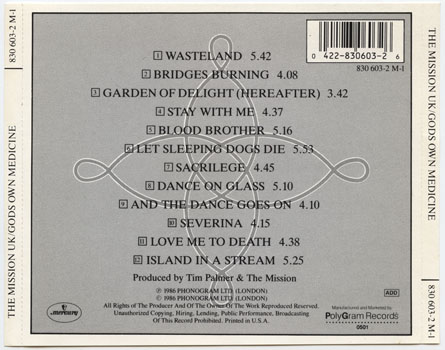 THE MISSION UK/GODS OWN MEDICINE
830 603-2 M-1
0 422-830603-2 6
830 603-2 M-1
1 WASTELAND 5.42
2 BRIDGES BURNING 4.08
3 GARDEN OF DELIGHT (HEREAFTER) 3.42
4 STAY WITH ME 4.37
5 BLOOD BROTHER 5.16
6 LET SLEEPING DOGS DIE 5.53
7 SACRILEGE 4.45
8 DANCE ON GLASS 5.10
9 AND THE DANCE GOES ON 4.10
10 SEVERINA 4.15
11 LOVE ME TO DEATH 4.38
12 ISLAND IN A STREAM 5.25
Produced by Tim Palmer & The Mission
℗ 1986 PHONOGRAM LTD. (LONDON)
© 1986 PHONOGRAM LTD. (LONDON)
All Rights of The Producer And Of The Owner Of The Work Reproduced Reserved.
Unauthorized Copying, Hiring, Lending, Public Performance, Broadcasting
Of This Record Prohibited. Printed in U.S.A.
mercury
ADD
Manufactured and Marketed by
PolyGram Records
0501
THE MISSION UK/GODS OWN MEDICINE
830 603-2 M-1